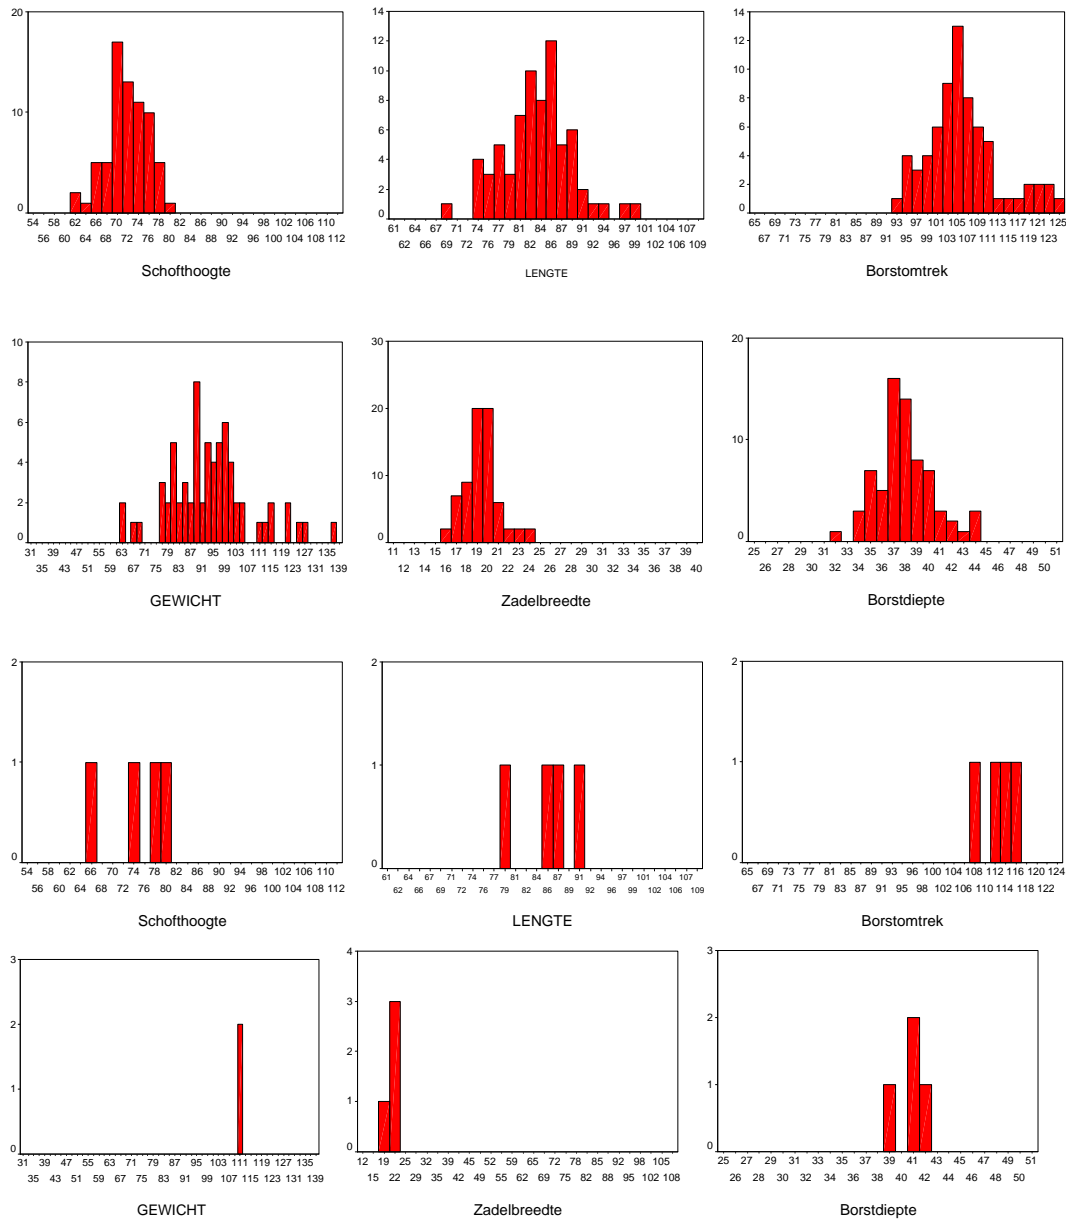 20
10
0
54 58 62 66 70 74 78 82 86 90 94 98 102 106 110
56 60 64 68 72 76 80 84 88 92 96 100 104 108 112
Schofthoogte
14
12
10
8
6
4
2
0
61 64 67 71 74 77 81 84 87 91 94 97 101 104 107
62 66 69 72 76 79 82 86 89 92 96 99 102 106 109
LENGTE
14
12
10
8
6
4
2
0
65 69 73 77 81 85 89 93 97 101 105 109 113 117 121 125
67 71 75 79 83 87 91 95 99 103 107 111 115 119 123
Borstomtrek
10
8
6
4
2
0
31 39 47 55 63 71 79 87 95 103 111 119 127 135
35 43 51 59 67 75 83 91 99 107 115 123 131 139
GEWICHT
30
20
10
0
11 13 15 17 19 21 23 25 27 29 31 33 35 37 39
12 14 16 18 20 22 24 26 28 30 32 34 36 38 40
Zadelbreedte
20
10
0
25 27 29 31 33 35 37 39 41 43 45 47 49 51
26 28 30 32 34 36 38 40 42 44 46 48 50
Borstdiepte
2
1
0
54 58 62 66 70 74 78 82 86 90 94 98 102 106 110
56 60 64 68 72 76 80 84 88 92 96 100 104 108 112
Schofthoogte
2
1
0
61 64 67 71 74 77 81 84 87 91 94 97 101 104 107
62 66 69 72 76 79 82 86 89 92 96 99 102 106 109
LENGTE
2
1
0
65 69 73 77 81 85 89 93 96 100 104 108 112 116 120 124
67 71 75 79 83 87 91 95 98 102 106 110 114 118 122
Borstomtrek
3
2
1
0
31 39 47 55 63 71 79 87 95 103 111 119 127 135
35 43 51 59 67 75 83 91 99 107 115 123 131 139
GEWICHT
4
3
2
1
0
12 19 25 32 39 45 52 59 65 72 79 85 92 98 105
15 22 29 35 42 49 55 62 69 75 82 88 95 102 108
Zadelbreedte
3
2
1
0
25 27 29 31 33 35 37 39 41 43 45 47 49 51
26 28 30 32 34 36 38 40 42 44 46 48 50
Borstdiepte